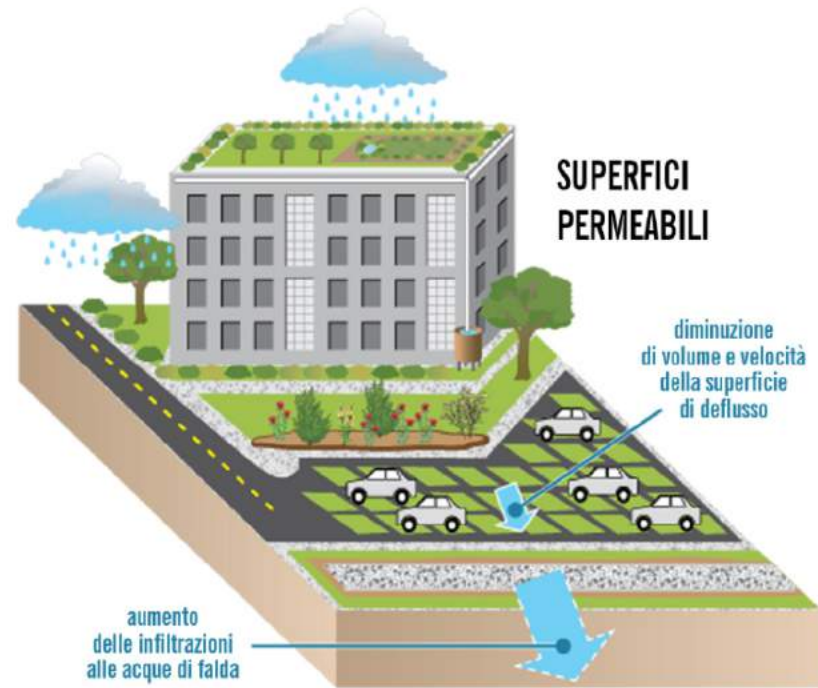 SUPERFICI
PERMEABILI
diminuzione
di volume e velocità
della superficie
di deflusso
aumento
delle infiltrazioni
alle acque di falda